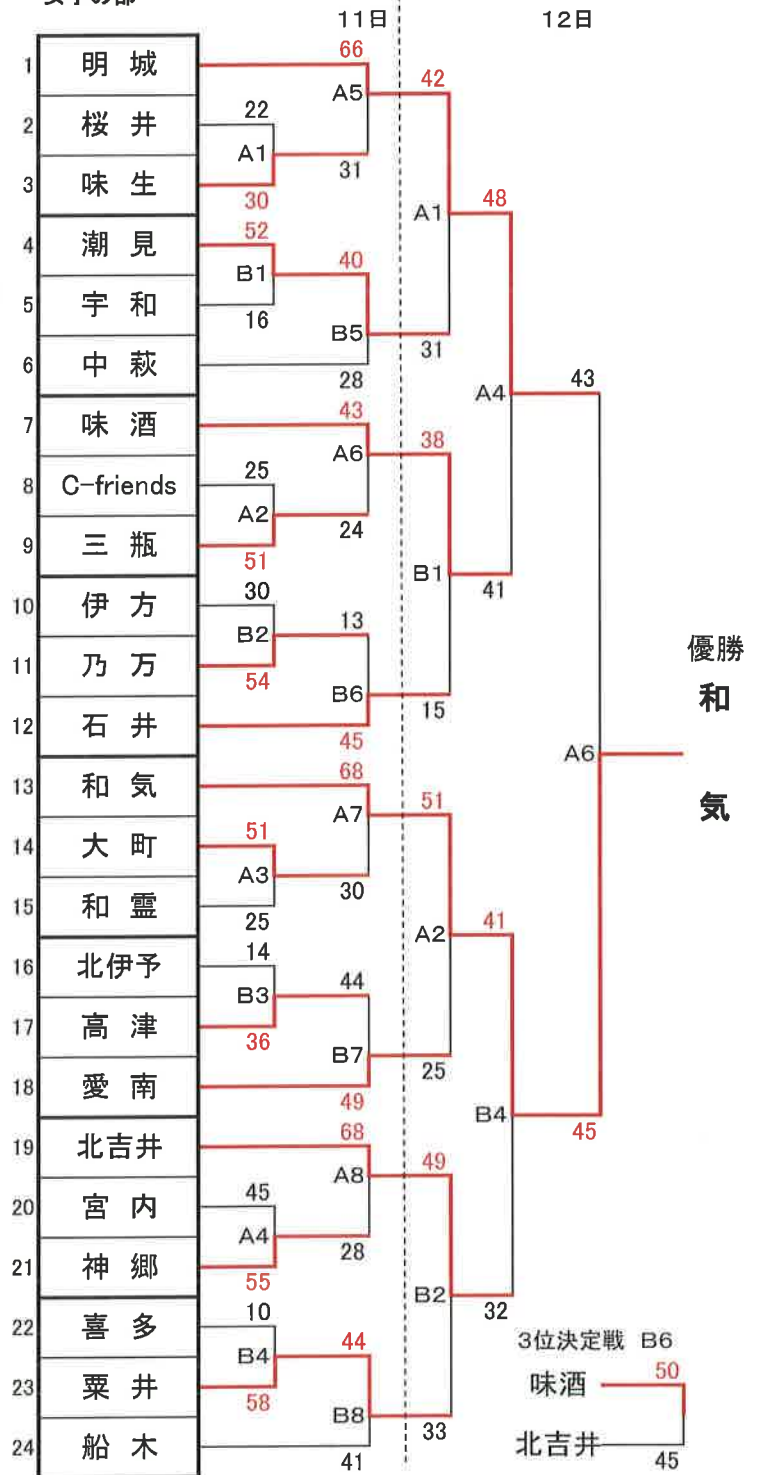 11日 12日
1 明城 66
A5 42
2 桜井 22
A1
3 味生 30 31
A1 48
4 潮見 52
B1 40
5 宇和 16
B5 31
6 中萩 28
A4 43
7 味酒 43
A6 38
8 C-friends 25
A2
9 三瓶 51 24
B1 41
10 伊方 30
B2 13
11 乃万 54
B6 15
12 石井 45
優勝
和
気
A6
13 和気 68
A7 51
14 大町 51
A3
15 和霊 25 30
A2 41
16 北伊予 14
B3 44
17 高津 36
B7 25
18 愛南 49
B4 45
19 北吉井 68
A8 49
20 宮内 45
A4
21 神郷 55 28
B2 32
22 喜多 10
B4 44
23 粟井 58
B8 33
24 船木 41
3位決定戦 B6
味酒 50
北吉井 45